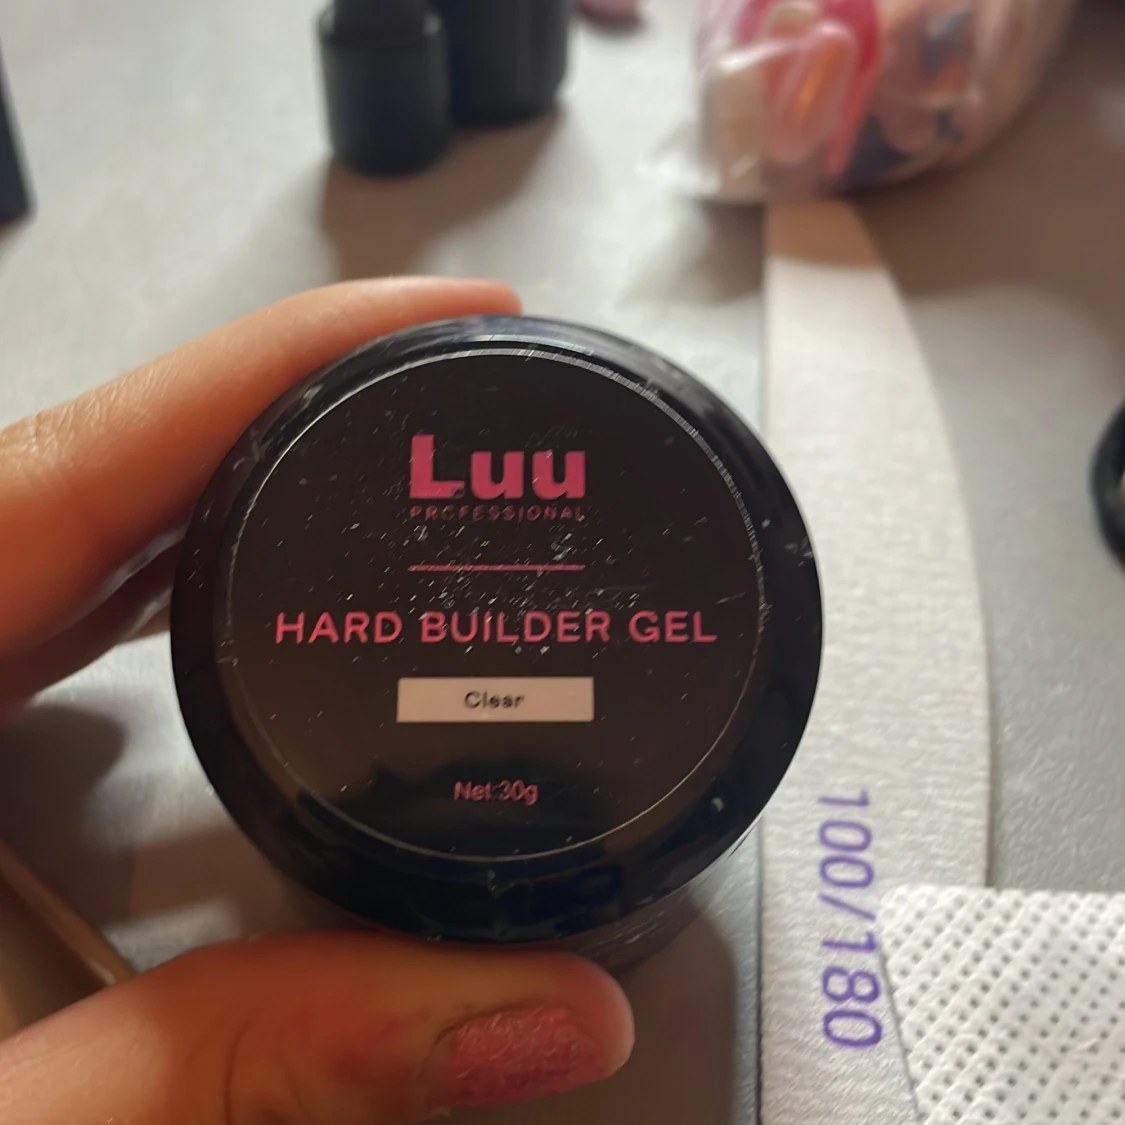 Luu
PROFESSIONAL
HARD BUILDER GEL
Clear
Net:30g
100/180